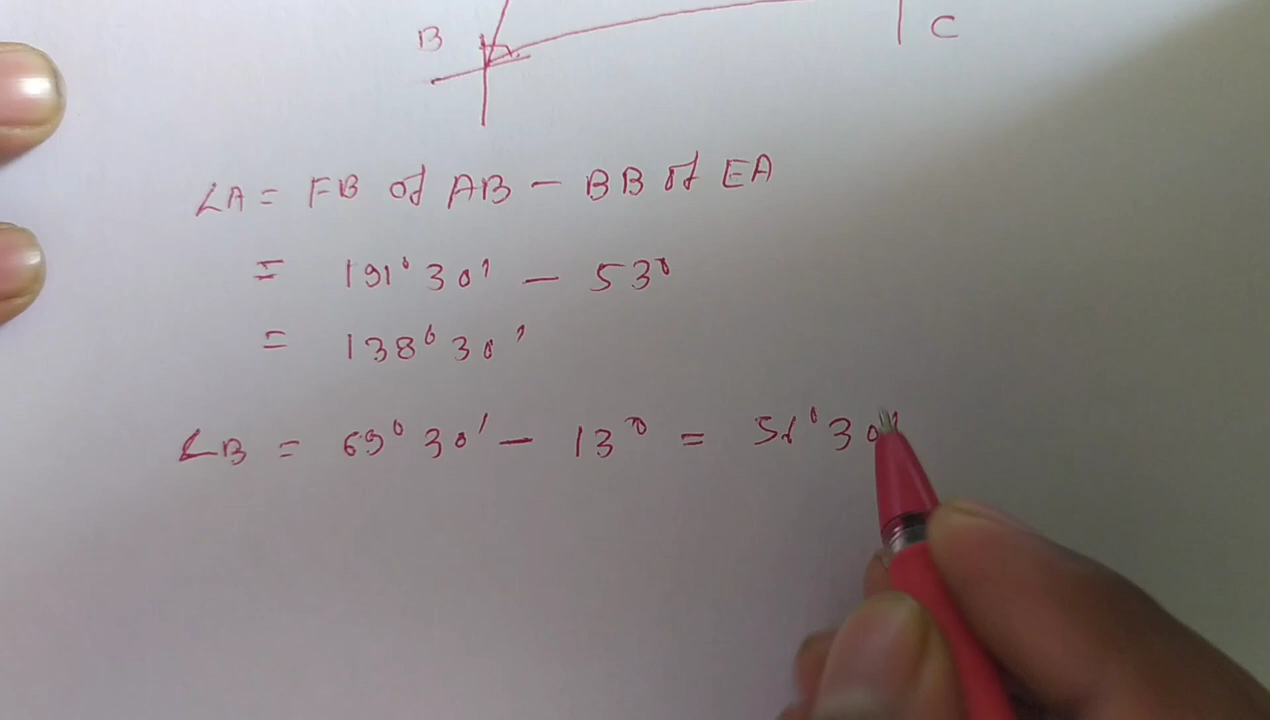 B
C
∠A = FB of AB - BB of EA
= 191°30' - 53°
= 138°30'
∠B = 69°30' - 13° = 56°30'